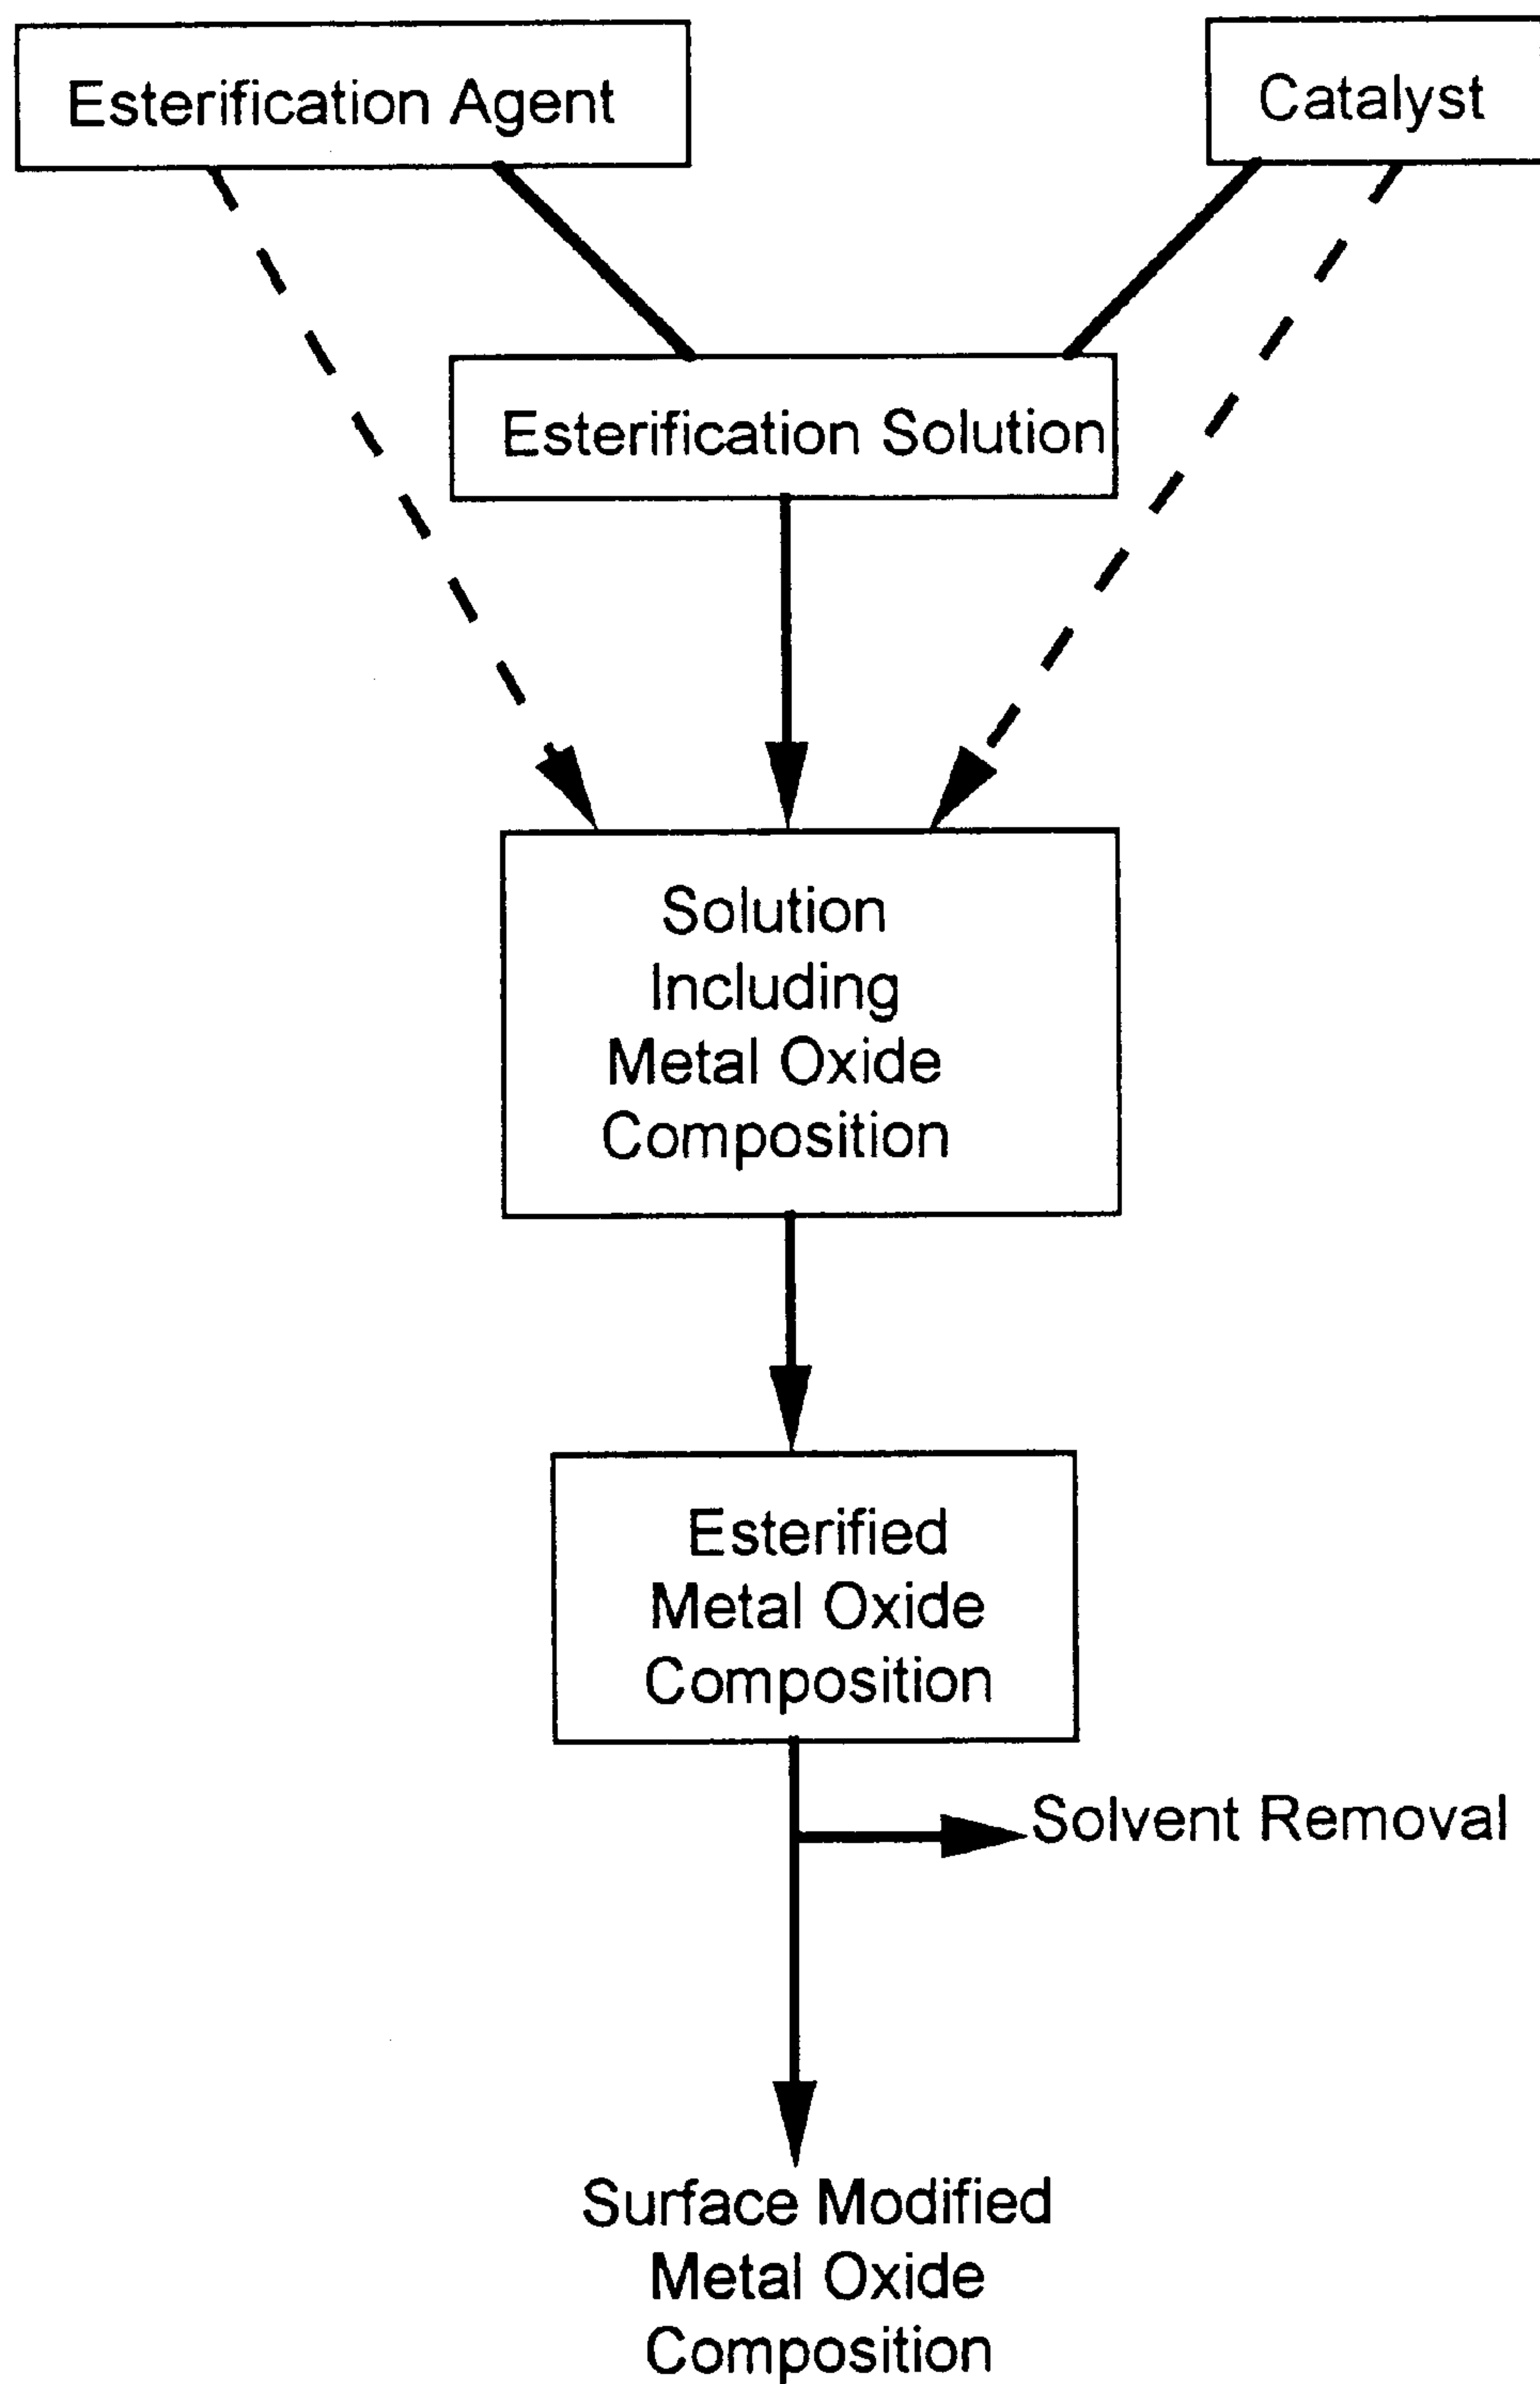 Esterification Agent
Catalyst
Esterification Solution
Solution
Including
Metal Oxide
Composition
Esterified
Metal Oxide
Composition
Solvent Removal
Surface Modified
Metal Oxide
Composition